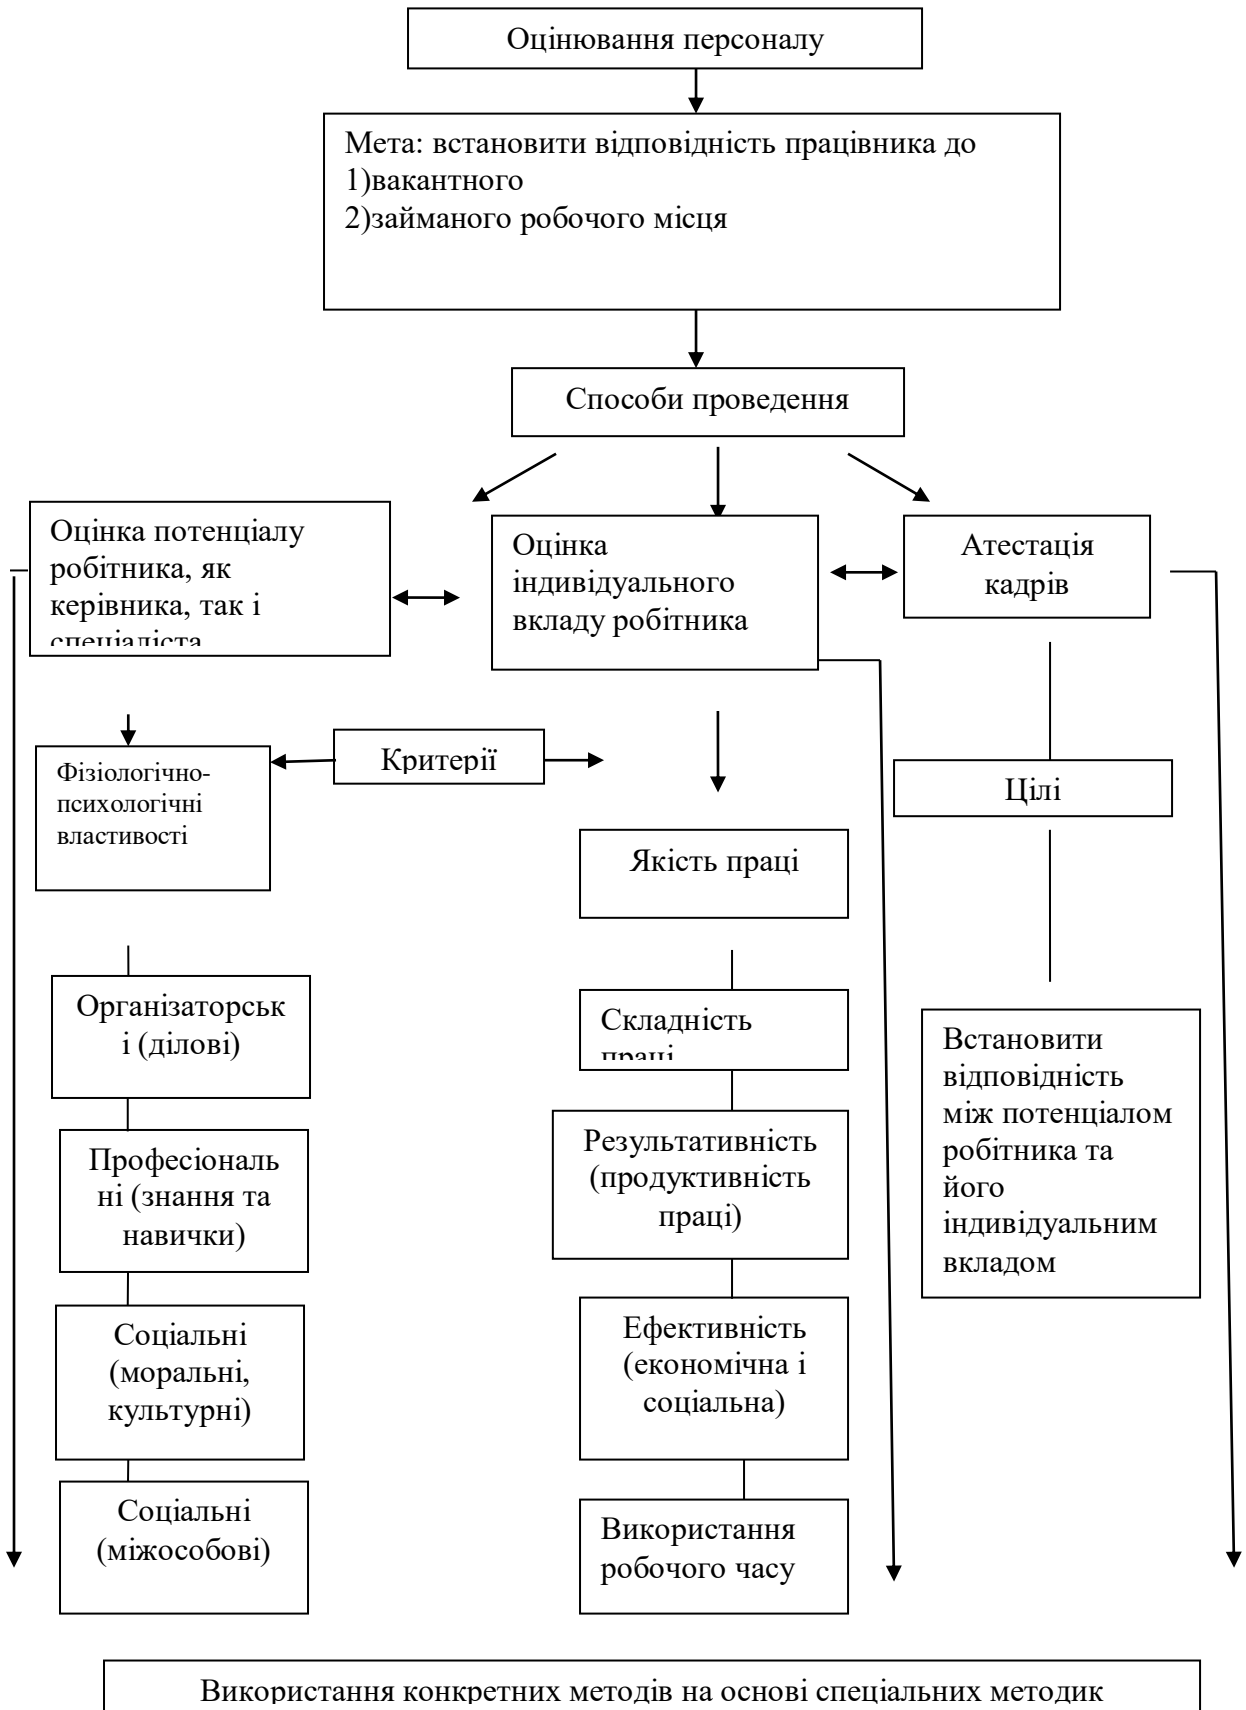 Оцінювання персоналу
Мета: встановити відповідність працівника до
1)вакантного
2)займаного робочого місця
Способи проведення
Оцінка потенціалу
робітника, як
керівника, так і
спеціаліста
Оцінка
індивідуального
вкладу робітника
Атестація
кадрів
Критерії
Фізіологічно-
психологічні
властивості
Цілі
Якість праці
Організаторськ
і (ділові)
Складність
праці
Встановити
відповідність
між потенціалом
робітника та
його
індивідуальним
вкладом
Професіональ
ні (знання та
навички)
Результативність
(продуктивність
праці)
Соціальні
(моральні,
культурні)
Ефективність
(економічна і
соціальна)
Соціальні
(міжособові)
Використання
робочого часу
Використання конкретних методів на основі спеціальних методик